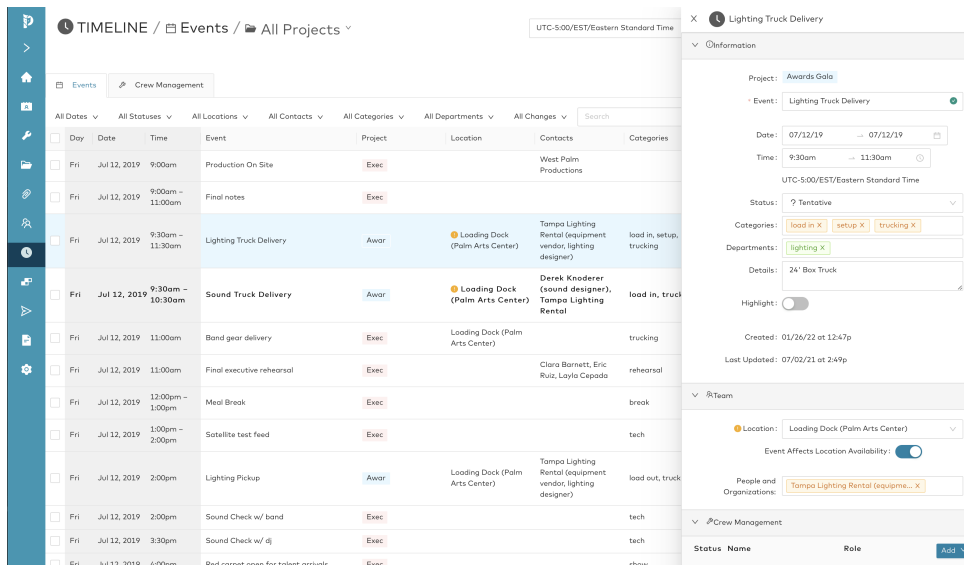 TIMELINE / Events / All Projects
UTC-5:00/EST/Eastern Standard Time
Events Crew Management
All Dates All Statuses All Locations All Contacts All Categories All Departments All Changes Search
Day Date Time Event Project Location Contacts Categories
Fri Jul 12, 2019 9:00am Production On Site Exec West Palm
Productions
Fri Jul 12, 2019 9:00am –
11:00am Final notes Exec
Fri Jul 12, 2019 9:30am –
11:30am Lighting Truck Delivery Awar Loading Dock
(Palm Arts Center) Tampa Lighting
Rental (equipment
vendor, lighting
designer) load in, setup,
trucking
Fri Jul 12, 2019 9:30am –
10:30am Sound Truck Delivery Awar Loading Dock
(Palm Arts Center) Derek Knoderer
(sound designer),
Tampa Lighting
Rental load in, truck
Fri Jul 12, 2019 11:00am Band gear delivery Exec Loading Dock (Palm
Arts Center) trucking
Fri Jul 12, 2019 11:00am Final executive rehearsal Exec Clara Barnett, Eric
Ruiz, Layla Cepada rehearsal
Fri Jul 12, 2019 12:00pm –
1:00pm Meal Break Exec break
Fri Jul 12, 2019 1:00pm –
2:00pm Satellite test feed Exec tech
Fri Jul 12, 2019 2:00pm Lighting Pickup Awar Loading Dock (Palm
Arts Center) Tampa Lighting
Rental (equipment
vendor, lighting
designer) load out, truck
Fri Jul 12, 2019 2:00pm Sound Check w/ band Exec tech
Fri Jul 12, 2019 3:30pm Sound Check w/ dj Exec tech
Fri Jul 12, 2019 4:00pm Red carpet open for talent arrivals Exec show
X Lighting Truck Delivery
Information
Project: Awards Gala
* Event: Lighting Truck Delivery
Date: 07/12/19 → 07/12/19
Time: 9:30am → 11:30am
UTC-5:00/EST/Eastern Standard Time
Status: ? Tentative
Categories: load in X setup X trucking X
Departments: lighting X
Details: 24' Box Truck
Highlight:
Created: 01/26/22 at 12:47p
Last Updated: 07/02/21 at 2:49p
Team
Location: Loading Dock (Palm Arts Center)
Event Affects Location Availability:
People and
Organizations: Tampa Lighting Rental (equipme... X
Crew Management
Status Name Role Add